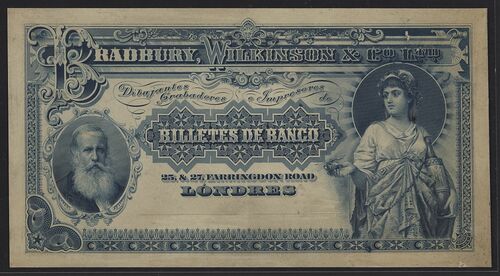 BRADBURY, WILKINSON & Co. LTD
Dibujantes
Grabadores é Impresores de
BILLETES DE BANCO
25, & 27, FARRINGDON ROAD
LONDRES